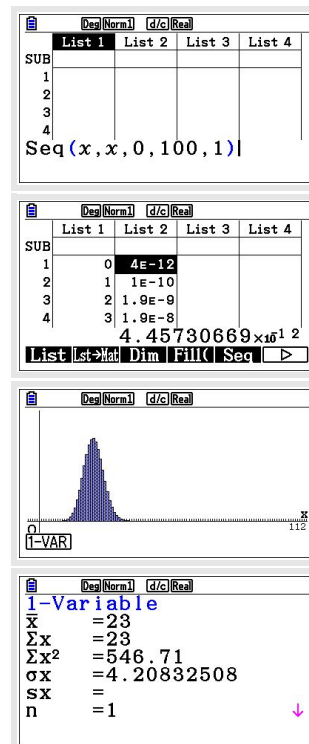 Deg Norm1 d/c Real
List 1 List 2 List 3 List 4
SUB
1
2
3
4
Seq(x,x,0,100,1)
Deg Norm1 d/c Real
List 1 List 2 List 3 List 4
SUB
1 0 4E-12
2 1 1E-10
3 2 1.9E-9
4 3 1.9E-8
4.45730669×10-12
List Lst→Mat Dim Fill( Seq ▷
Deg Norm1 d/c Real
x
O 112
1-VAR
Deg Norm1 d/c Real
1-Variable
x̄ =23
Σx =23
Σx² =546.71
σx =4.20832508
sx =
n =1 ↓